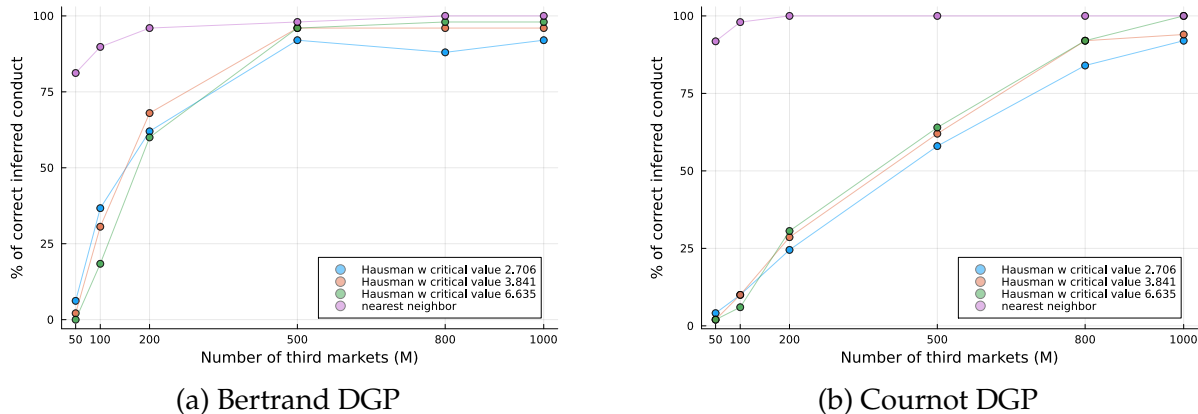 100
75
50
25
0
% of correct inferred conduct
50 100 200 500 800 1000
Number of third markets (M)
Hausman w critical value 2.706
Hausman w critical value 3.841
Hausman w critical value 6.635
nearest neighbor
(a) Bertrand DGP
100
75
50
25
0
% of correct inferred conduct
50 100 200 500 800 1000
Number of third markets (M)
Hausman w critical value 2.706
Hausman w critical value 3.841
Hausman w critical value 6.635
nearest neighbor
(b) Cournot DGP